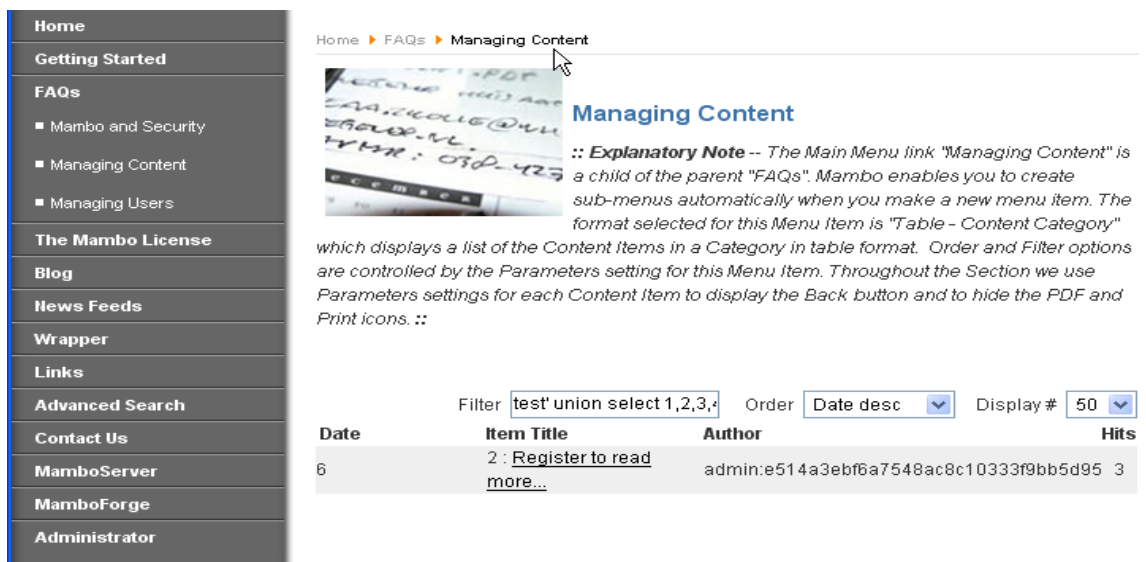 Home
Getting Started
FAQs
Mambo and Security
Managing Content
Managing Users
The Mambo License
Blog
News Feeds
Wrapper
Links
Advanced Search
Contact Us
MamboServer
MamboForge
Administrator
Home FAQs Managing Content
Managing Content
:: Explanatory Note -- The Main Menu link "Managing Content" is
a child of the parent "FAQs". Mambo enables you to create
sub-menus automatically when you make a new menu item. The
format selected for this Menu Item is "Table - Content Category"
which displays a list of the Content Items in a Category in table format. Order and Filter options
are controlled by the Parameters setting for this Menu Item. Throughout the Section we use
Parameters settings for each Content Item to display the Back button and to hide the PDF and
Print icons. ::
Filter test' union select 1,2,3, Order Date desc Display # 50
Date Item Title Author Hits
6 2 : Register to read more... admin:e514a3ebf6a7548ac8c10333f9bb5d95 3